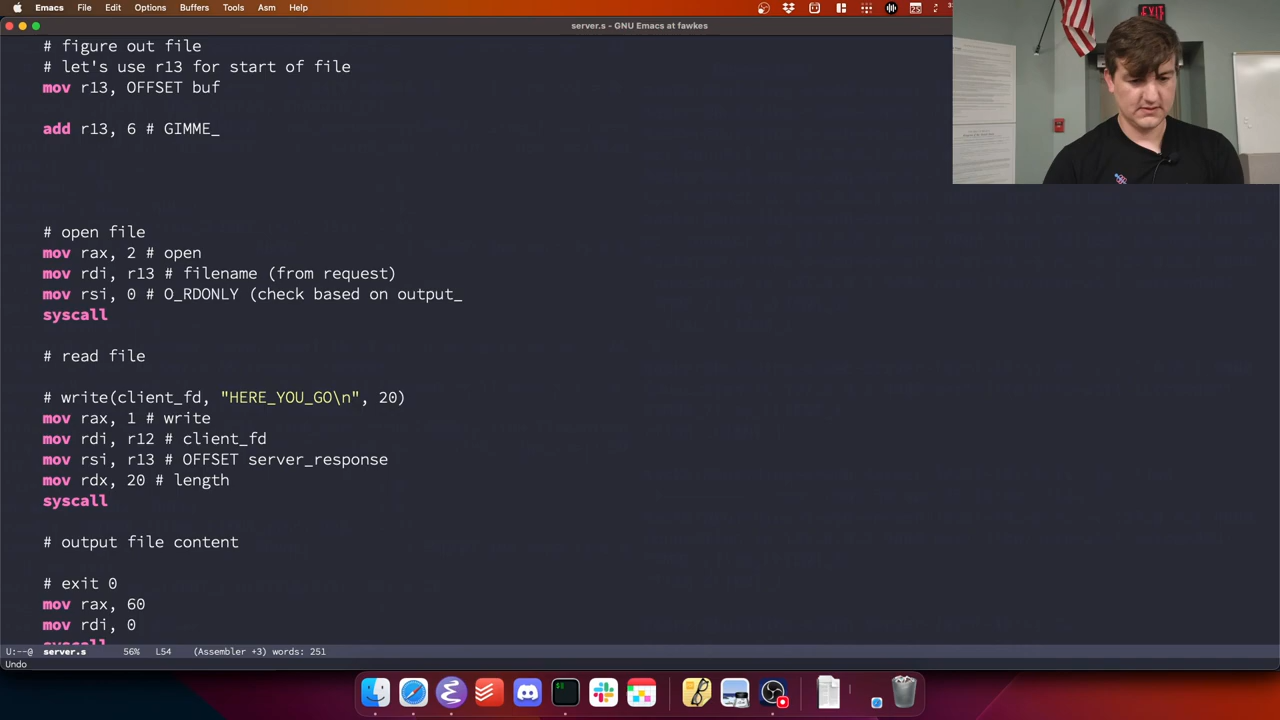 Emacs File Edit Options Buffers Tools Asm Help
server.s - GNU Emacs at fawkes
EXIT
# figure out file
# let's use r13 for start of file
mov r13, OFFSET buf
add r13, 6 # GIMME_
# open file
mov rax, 2 # open
mov rdi, r13 # filename (from request)
mov rsi, 0 # O_RDONLY (check based on output_
syscall
# read file
# write(client_fd, "HERE_YOU_GO\n", 20)
mov rax, 1 # write
mov rdi, r12 # client_fd
mov rsi, r13 # OFFSET server_response
mov rdx, 20 # length
syscall
# output file content
# exit 0
mov rax, 60
mov rdi, 0
syscall
U:--@ server.s 56% L54 (Assembler +3) words: 251
Undo